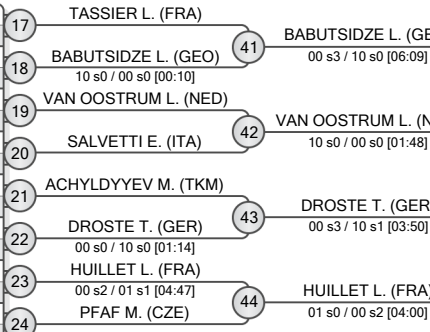 17
TASSIER L. (FRA)
18
BABUTSIDZE L. (GEO)
10 s0 / 00 s0 [00:10]
41
BABUTSIDZE L.
00 s3 / 10 s0 [06:09]
19
VAN OOSTRUM L. (NED)
20
SALVETTI E. (ITA)
42
VAN OOSTRUM L.
10 s0 / 00 s0 [01:48]
21
ACHYLDYYEV M. (TKM)
22
DROSTE T. (GER)
00 s0 / 10 s0 [01:14]
43
DROSTE T. (GER
00 s3 / 10 s1 [03:50]
23
HUILLET L. (FRA)
00 s2 / 01 s1 [04:47]
24
PFAF M. (CZE)
44
HUILLET L. (FRA)
01 s0 / 00 s2 [04:00]